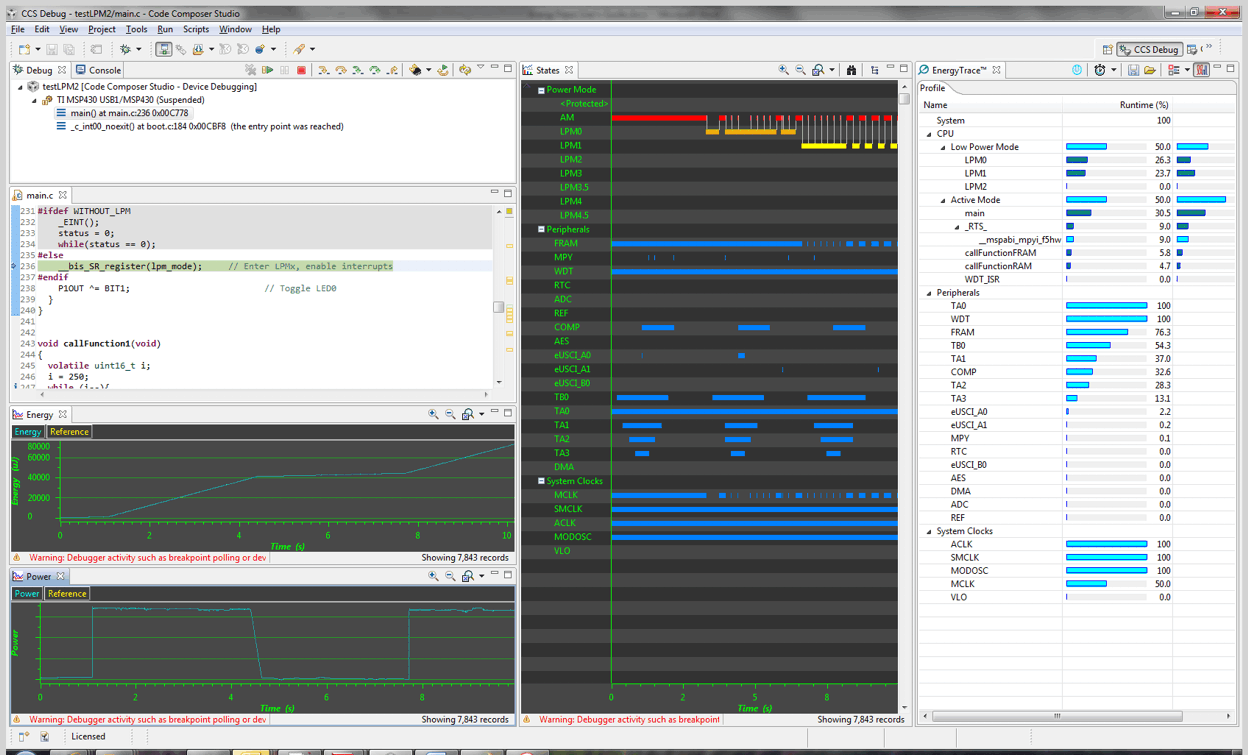 CCS Debug - testLPM2/main.c - Code Composer Studio
File Edit View Project Tools Run Scripts Window Help
CCS Debug
Debug Console
testLPM2 [Code Composer Studio - Device Debugging]
TI MSP430 USB1/MSP430 (Suspended)
main() at main.c:236 0x00C778
_c_int00_noexit() at boot.c:184 0x00CBF8 (the entry point was reached)
main.c
231 #ifdef WITHOUT_LPM
232 _EINT();
233 status = 0;
234 while(status == 0);
235 #else
236 __bis_SR_register(lpm_mode); // Enter LPMx, enable interrupts
237 #endif
238 P1OUT ^= BIT1; // Toggle LED0
239 }
240 }
241
242
243 void callFunction1(void)
244 {
245 volatile uint16_t i;
246 i = 250;
247 while (i--){
Energy
Energy Reference
Energy (uJ)
80000
60000
40000
20000
0
0 2 4 6 8 10
Time (s)
Warning: Debugger activity such as breakpoint polling or dev
Showing 7,843 records
Power
Power Reference
Power
0 2 4 6 8
Time (s)
Warning: Debugger activity such as breakpoint polling or dev
Showing 7,843 records
Licensed
States
Power Mode
<Protected>
AM
LPM0
LPM1
LPM2
LPM3
LPM3.5
LPM4
LPM4.5
Peripherals
FRAM
MPY
WDT
RTC
ADC
REF
COMP
AES
eUSCI_A0
eUSCI_A1
eUSCI_B0
TB0
TA0
TA1
TA2
TA3
DMA
System Clocks
MCLK
SMCLK
ACLK
MODOSC
VLO
0 2 4 6 8
Time (s)
Warning: Debugger activity such as breakpoint
Showing 7,843 records
EnergyTrace™
Profile
Name Runtime (%)
System 100
CPU
Low Power Mode 50.0
LPM0 26.3
LPM1 23.7
LPM2 0.0
Active Mode 50.0
main 30.5
_RTS_ 9.0
__mspabi_mpyi_f5hw 9.0
callFunctionFRAM 5.8
callFunctionRAM 4.7
WDT_ISR 0.0
Peripherals
TA0 100
WDT 100
FRAM 76.3
TB0 54.3
TA1 37.0
COMP 32.6
TA2 28.3
TA3 13.1
eUSCI_A0 2.2
eUSCI_A1 0.2
MPY 0.1
RTC 0.0
eUSCI_B0 0.0
AES 0.0
DMA 0.0
ADC 0.0
REF 0.0
System Clocks
ACLK 100
SMCLK 100
MODOSC 100
MCLK 50.0
VLO 0.0